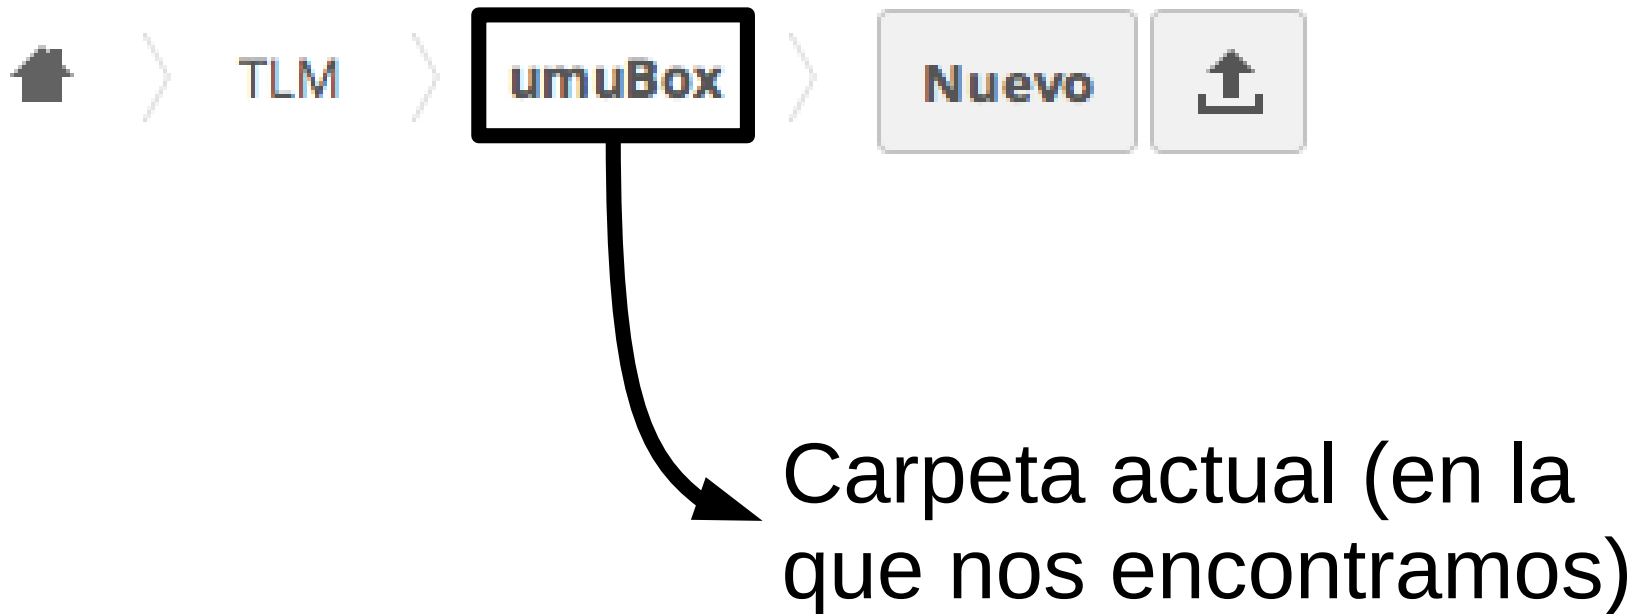 TLM umuBox Nuevo
Carpeta actual (en la
que nos encontramos)